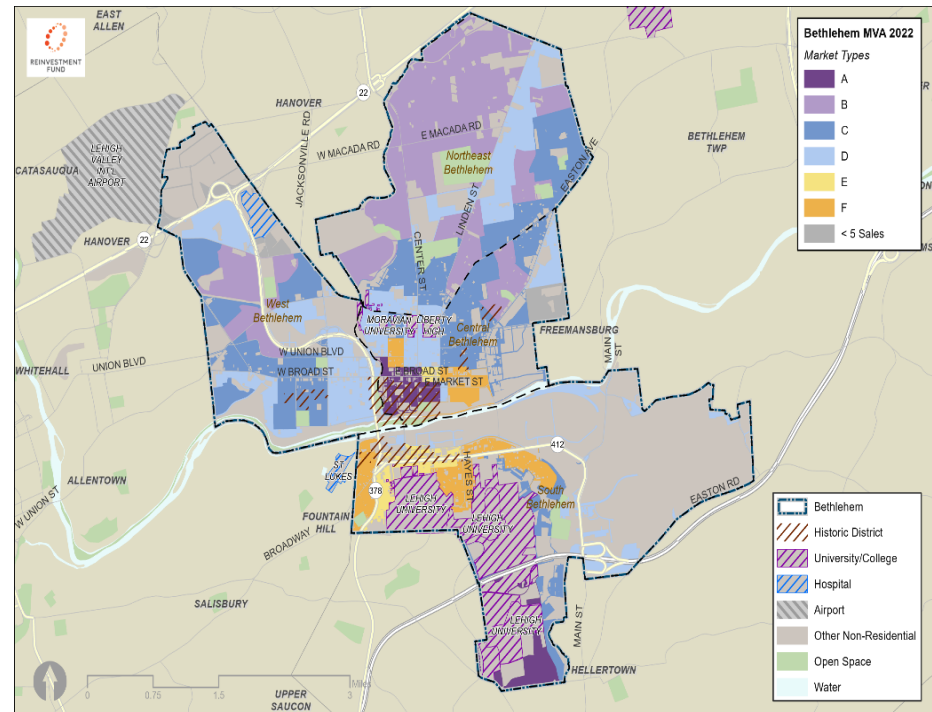 EAST
ALLEN
REINVESTMENT
FUND
Bethlehem MVA 2022
Market Types
A
B
C
D
E
F
< 5 Sales
22
HANOVER
JACKSONVILLE RD
W MACADA RD
E MACADA RD
Northeast
Bethlehem
EASTON AVE
BETHLEHEM
TWP
CATASAUQUA
LEHIGH
VALLEY
INT'L
AIRPORT
HANOVER
22
LINDEN ST
CENTER ST
West
Bethlehem
MORAVIAN
UNIVERSITY
LIBERTY
HIGH
Central
Bethlehem
FREEMANSBURG
MAIN
ST
WHITEHALL
UNION BLVD
W UNION BLVD
W BROAD ST
E BROAD ST
E MARKET ST
ALLENTOWN
W UNION ST
ST
LUKES
378
412
HAYES ST
LEHIGH
UNIVERSITY
LEHIGH
UNIVERSITY
South
Bethlehem
EASTON RD
FOUNTAIN
HILL
BROADWAY
SALISBURY
LEHIGH
UNIVERSITY
MAIN ST
HELLERTOWN
UPPER
SAUCON
0
0.75
1.5
3
Miles
Bethlehem
Historic District
University/College
Hospital
Airport
Other Non-Residential
Open Space
Water